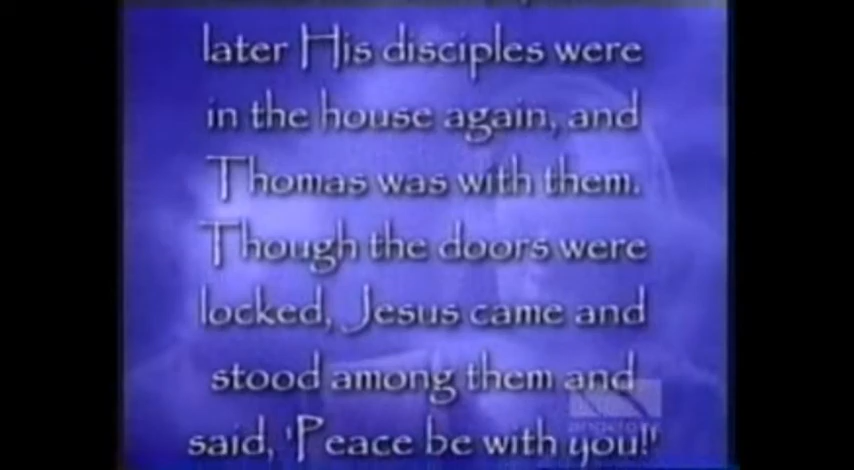 later His disciples were
in the house again, and
Thomas was with them.
Though the doors were
locked, Jesus came and
stood among them and
said, 'Peace be with you!'